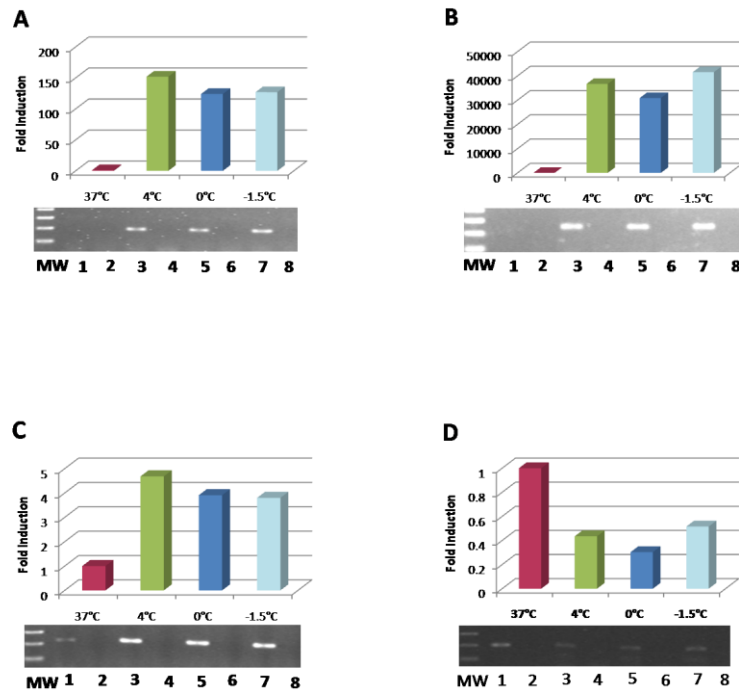 A
200
150
100
50
0
Fold Induction
37°C 4°C 0°C -1.5°C
MW 1 2 3 4 5 6 7 8
B
50000
40000
30000
20000
10000
0
Fold Induction
37°C 4°C 0°C -1.5°C
MW 1 2 3 4 5 6 7 8
C
5
4
3
2
1
0
Fold Induction
37°C 4°C 0°C -1.5°C
MW 1 2 3 4 5 6 7 8
D
1
0.8
0.6
0.4
0.2
0
Fold Induction
37°C 4°C 0°C -1.5°C
MW 1 2 3 4 5 6 7 8